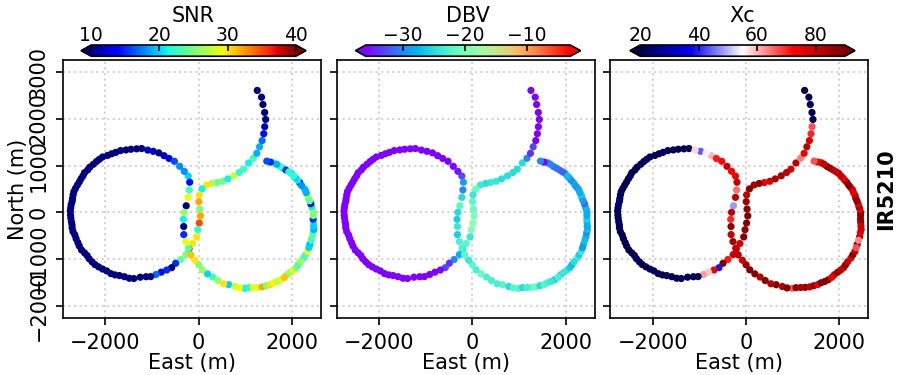 SNR DBV Xc
10 20 30 40 −30 −20 −10 20 40 60 80
North (m)
3000
2000
1000
0
−1000
−2000
IR5210
−2000 0 2000 −2000 0 2000 −2000 0 2000
East (m) East (m) East (m)